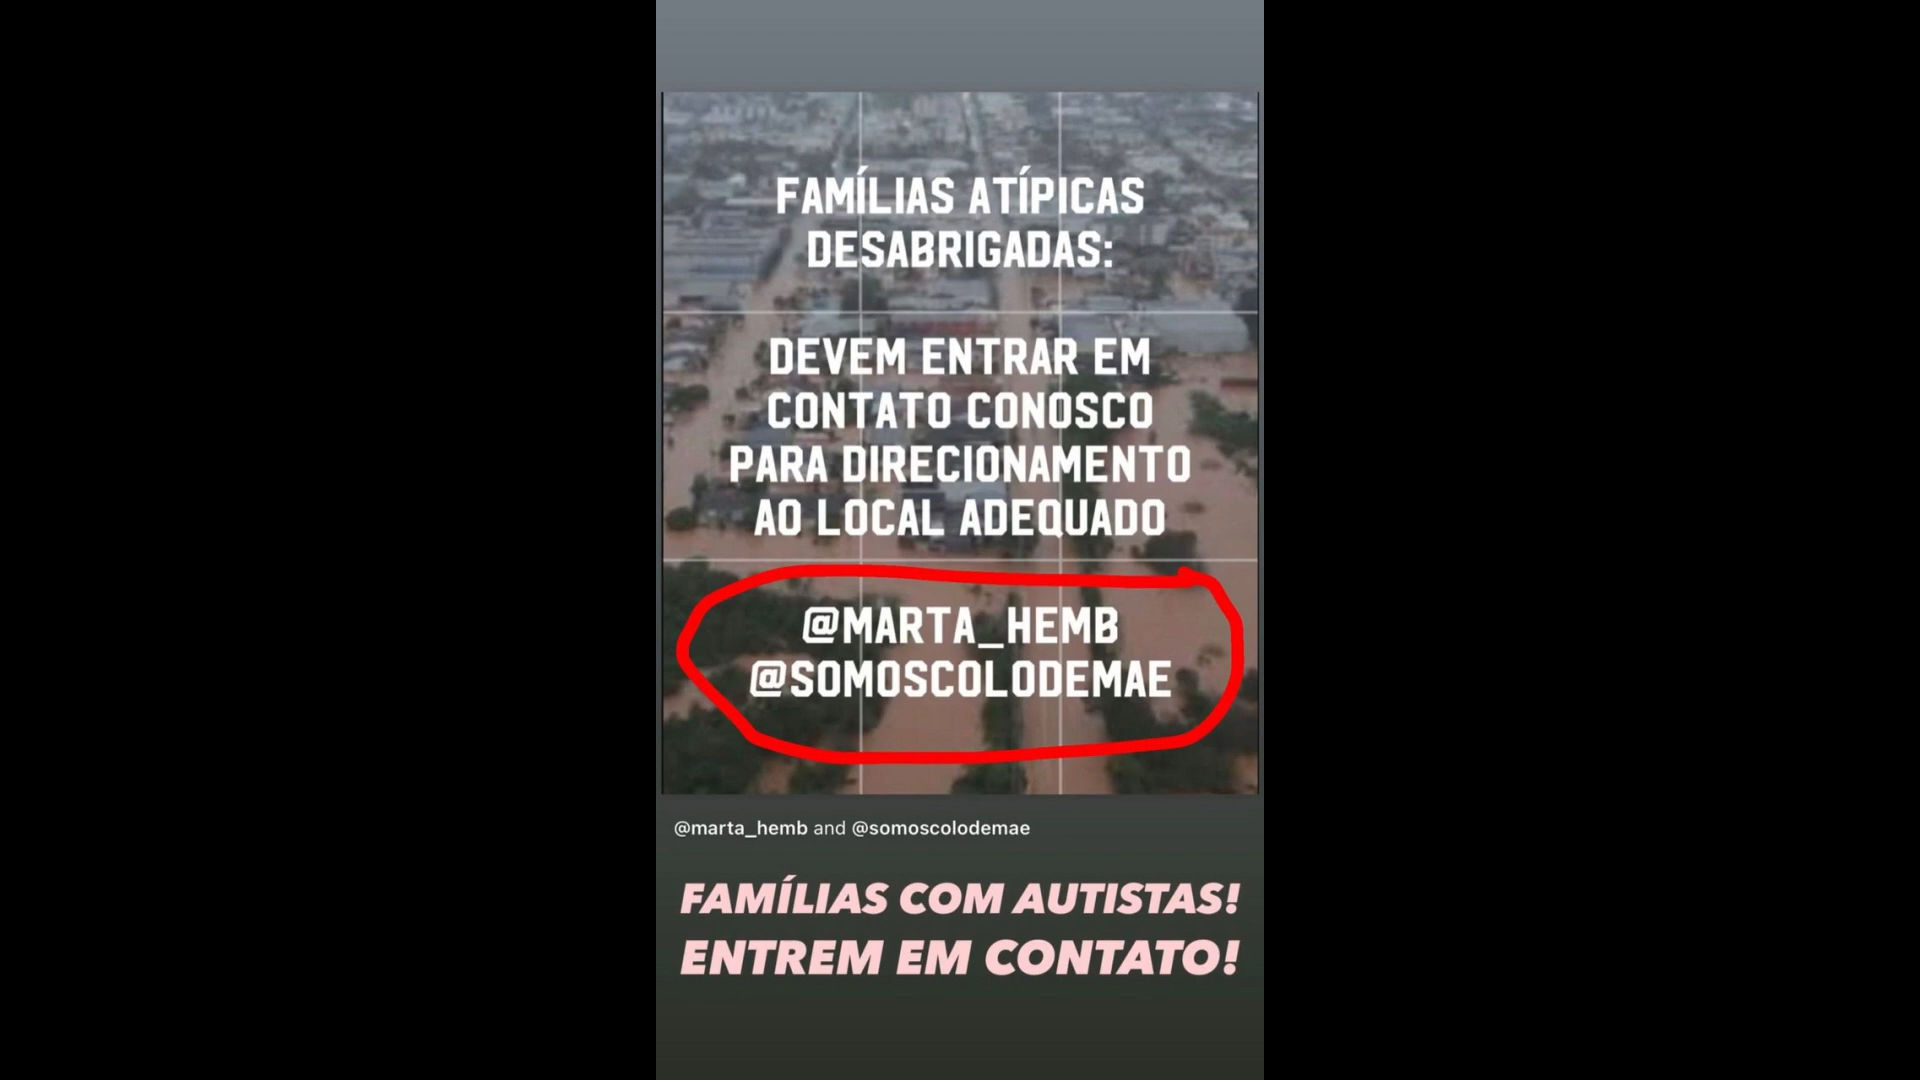 FAMÍLIAS ATÍPICAS
DESABRIGADAS:
DEVEM ENTRAR EM
CONTATO CONOSCO
PARA DIRECIONAMENTO
AO LOCAL ADEQUADO
@MARTA_HEMB
@SOMOSCOLODEMAE
@marta_hemb and @somoscolodemae
FAMÍLIAS COM AUTISTAS!
ENTREM EM CONTATO!